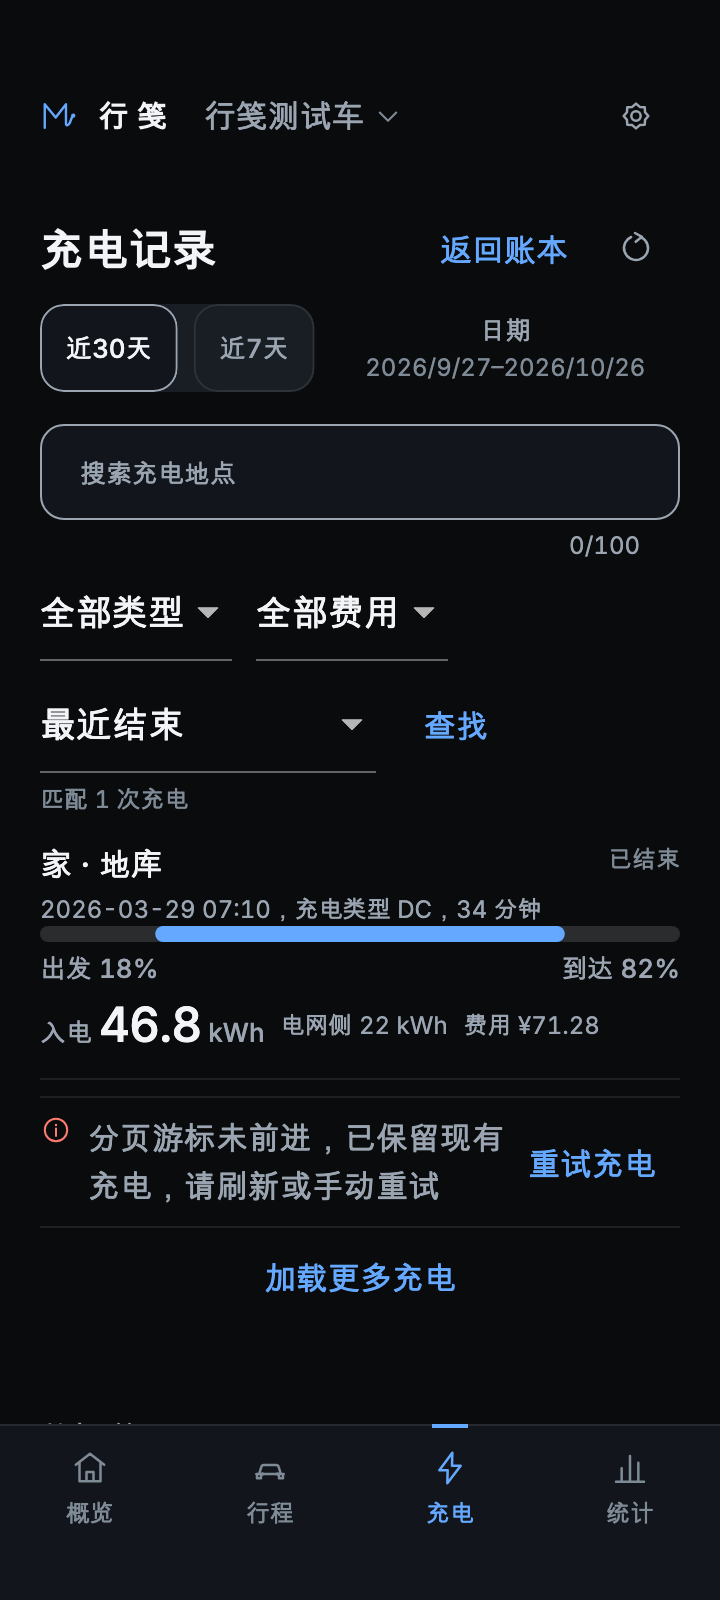 行笺 行笺测试车
充电记录 返回账本
近30天 近7天 日期
2026/9/27–2026/10/26
搜索充电地点
0/100
全部类型 全部费用
最近结束 查找
匹配 1 次充电
家 · 地库 已结束
2026-03-29 07:10，充电类型 DC，34 分钟
出发 18% 到达 82%
入电 46.8 kWh 电网侧 22 kWh 费用 ¥71.28
分页游标未前进，已保留现有
充电，请刷新或手动重试
重试充电
加载更多充电
概览 行程 充电 统计